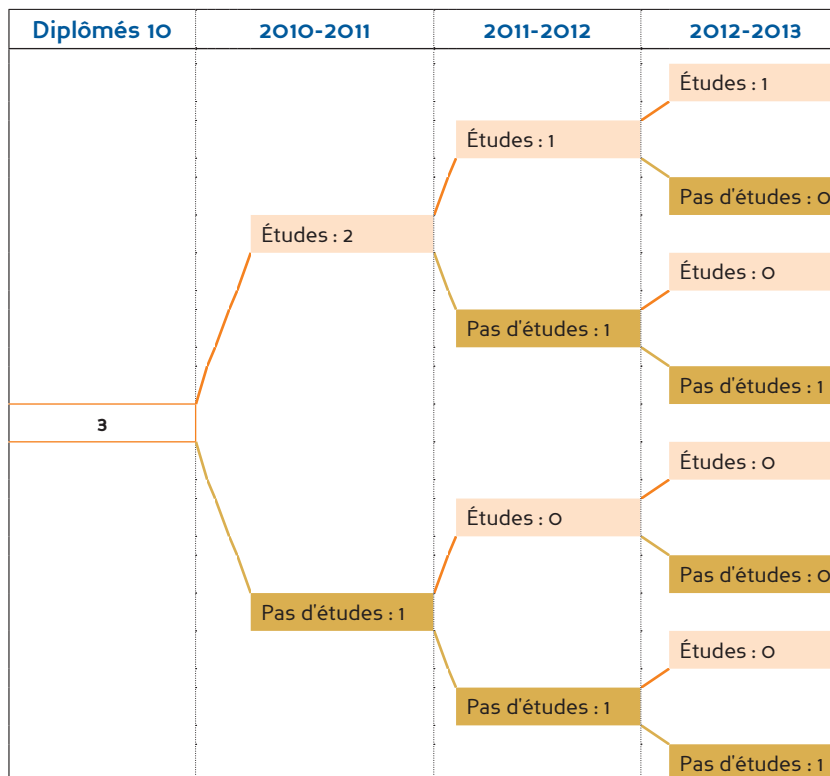 Diplômés 10 2010-2011 2011-2012 2012-2013
Études : 1
Études : 1
Pas d'études : 0
Études : 2
Études : 0
Pas d'études : 1
Pas d'études : 1
3
Études : 0
Études : 0
Pas d'études : 0
Pas d'études : 1
Études : 0
Pas d'études : 1
Pas d'études : 1